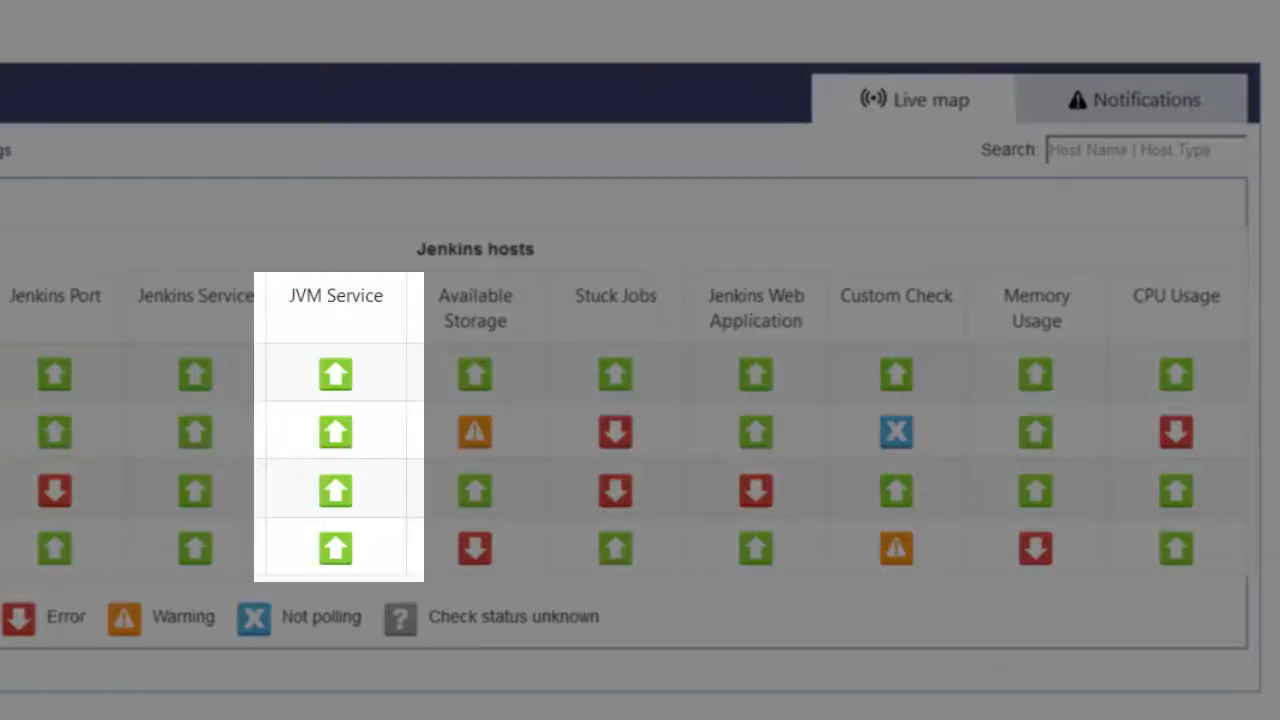 Live map
Notifications
gs
Search: Host Name | Host Type
Jenkins hosts
Jenkins Port
Jenkins Service
JVM Service
Available
Storage
Stuck Jobs
Jenkins Web
Application
Custom Check
Memory
Usage
CPU Usage
Error
Warning
Not polling
? Check status unknown